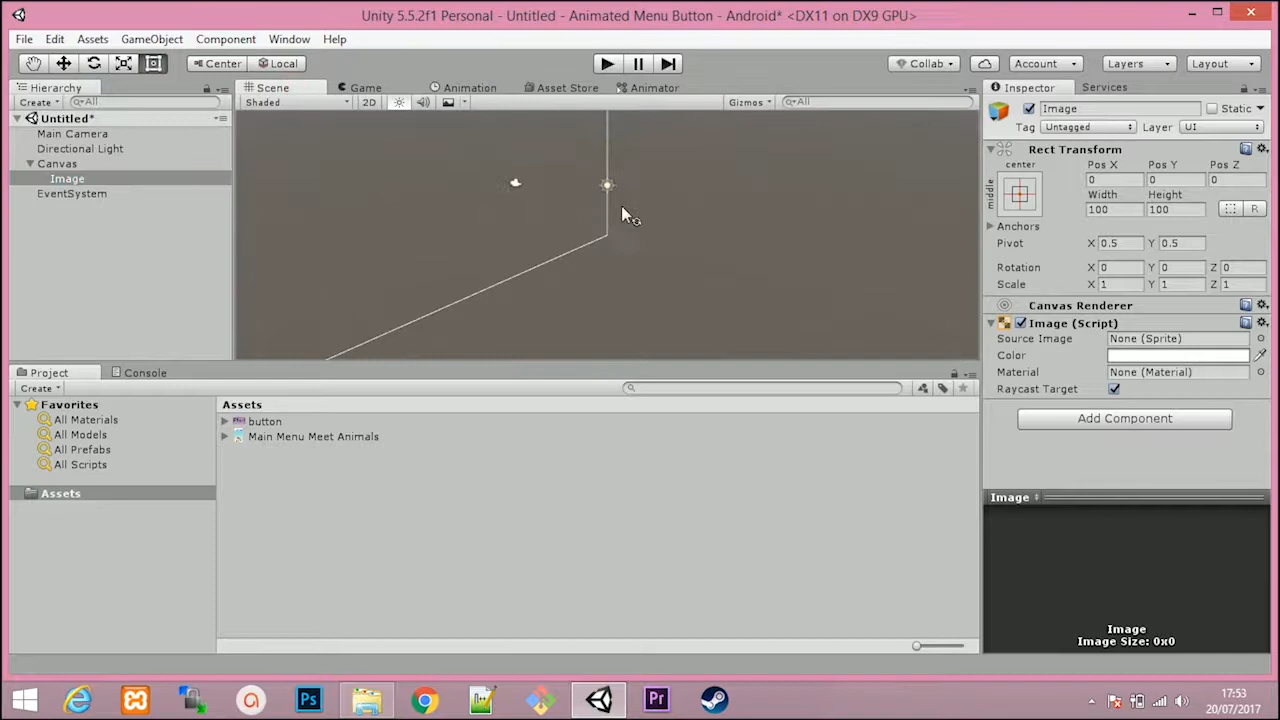 Unity 5.5.2f1 Personal - Untitled - Animated Menu Button - Android* <DX11 on DX9 GPU>
File Edit Assets GameObject Component Window Help
Center Local Collab Account Layers Layout
Hierarchy Scene Game Animation Asset Store Animator Inspector Services
Create All Shaded 2D Gizmos All
Untitled*
Main Camera
Directional Light
Canvas
Image
EventSystem
Image Static
Tag Untagged Layer UI
Rect Transform
center Pos X Pos Y Pos Z
middle 0 0 0
Width Height
100 100 R
Anchors
Pivot X 0.5 Y 0.5
Rotation X 0 Y 0 Z 0
Scale X 1 Y 1 Z 1
Canvas Renderer
Image (Script)
Source Image None (Sprite)
Color
Material None (Material)
Raycast Target
Add Component
Project Console
Create
Favorites
All Materials
All Models
All Prefabs
All Scripts
Assets
Assets
button
Main Menu Meet Animals
Image
Image
Image Size: 0x0
Ps Pr
17:53
20/07/2017